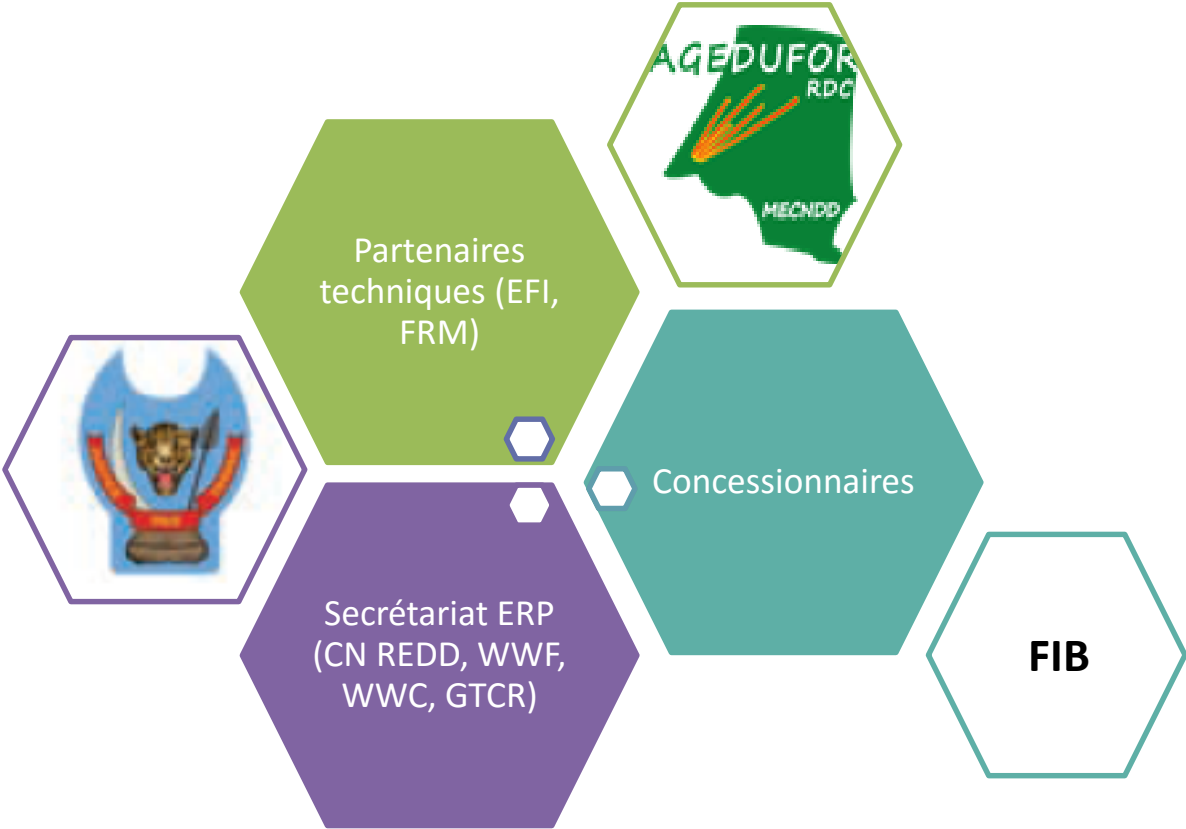 AGEDUFOR
RDC
MECNDD
Partenaires
techniques (EFI,
FRM)
Concessionnaires
Secrétariat ERP
(CN REDD, WWF,
WWC, GTCR)
FIB